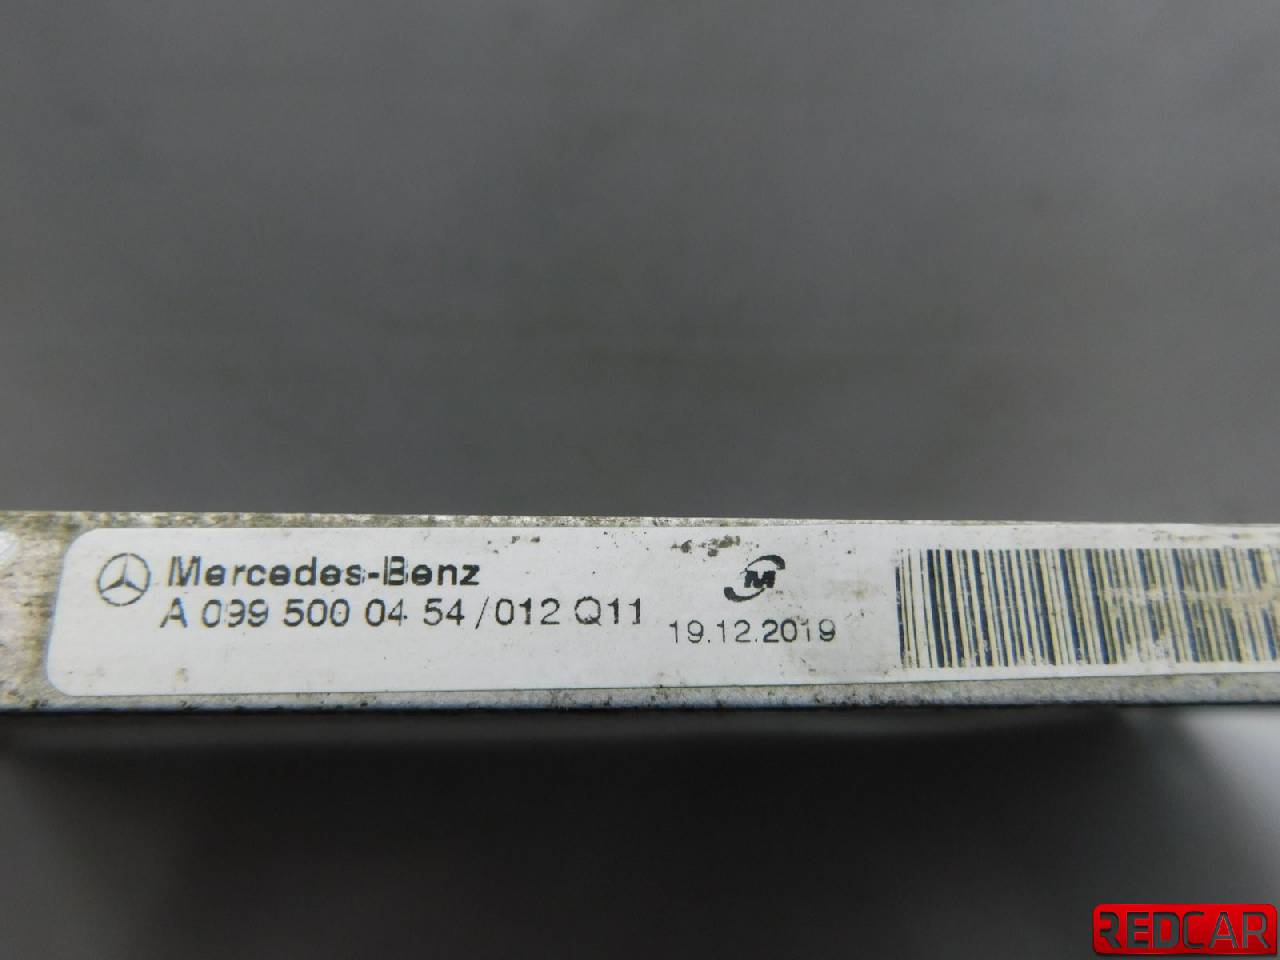 Mercedes-Benz
A 099 500 04 54 / 012 Q11
M
19.12.2019
REDCAR